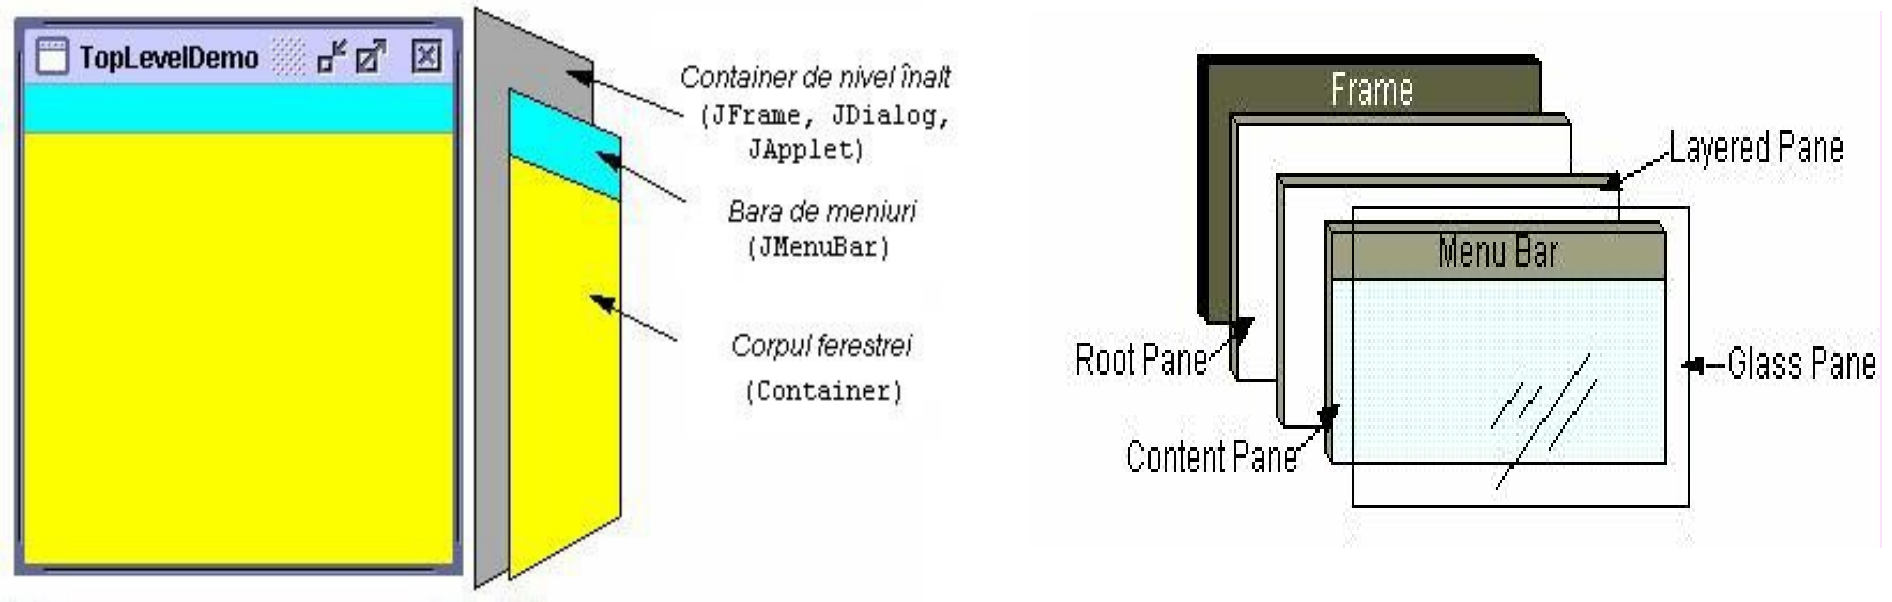 TopLevelDemo
Container de nivel înalt
(JFrame, JDialog,
JApplet)
Bara de meniuri
(JMenuBar)
Corpul ferestrei
(Container)
Frame
Layered Pane
Menu Bar
Root Pane
Glass Pane
Content Pane